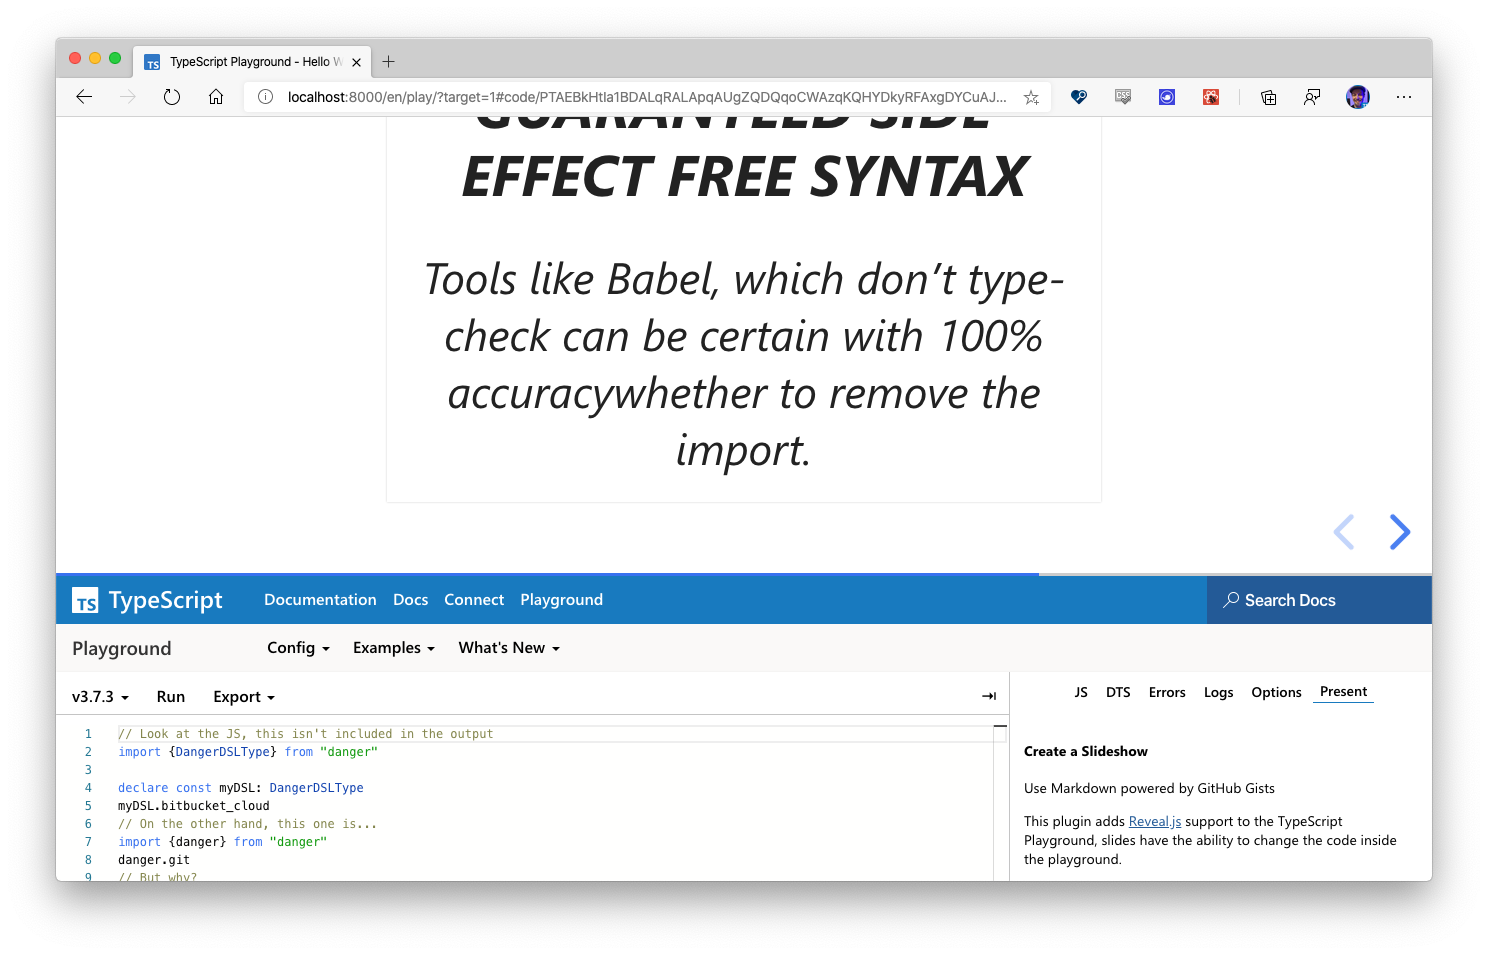 TS TypeScript Playground - Hello W
localhost:8000/en/play/?target=1#code/PTAEBkHtIa1BDALqRALApqAUgZQDQqoCWAzqKQHYDkyRFAxgDYCuAJ...
GUARANTEED SIDE
EFFECT FREE SYNTAX
Tools like Babel, which don’t type-
check can be certain with 100%
accuracywhether to remove the
import.
TS TypeScript Documentation Docs Connect Playground Search Docs
Playground Config Examples What's New
v3.7.3 Run Export
JS DTS Errors Logs Options Present
1 // Look at the JS, this isn't included in the output
2 import {DangerDSLType} from "danger"
3
4 declare const myDSL: DangerDSLType
5 myDSL.bitbucket_cloud
6 // On the other hand, this one is...
7 import {danger} from "danger"
8 danger.git
9 // But why?
Create a Slideshow
Use Markdown powered by GitHub Gists
This plugin adds Reveal.js support to the TypeScript
Playground, slides have the ability to change the code inside
the playground.